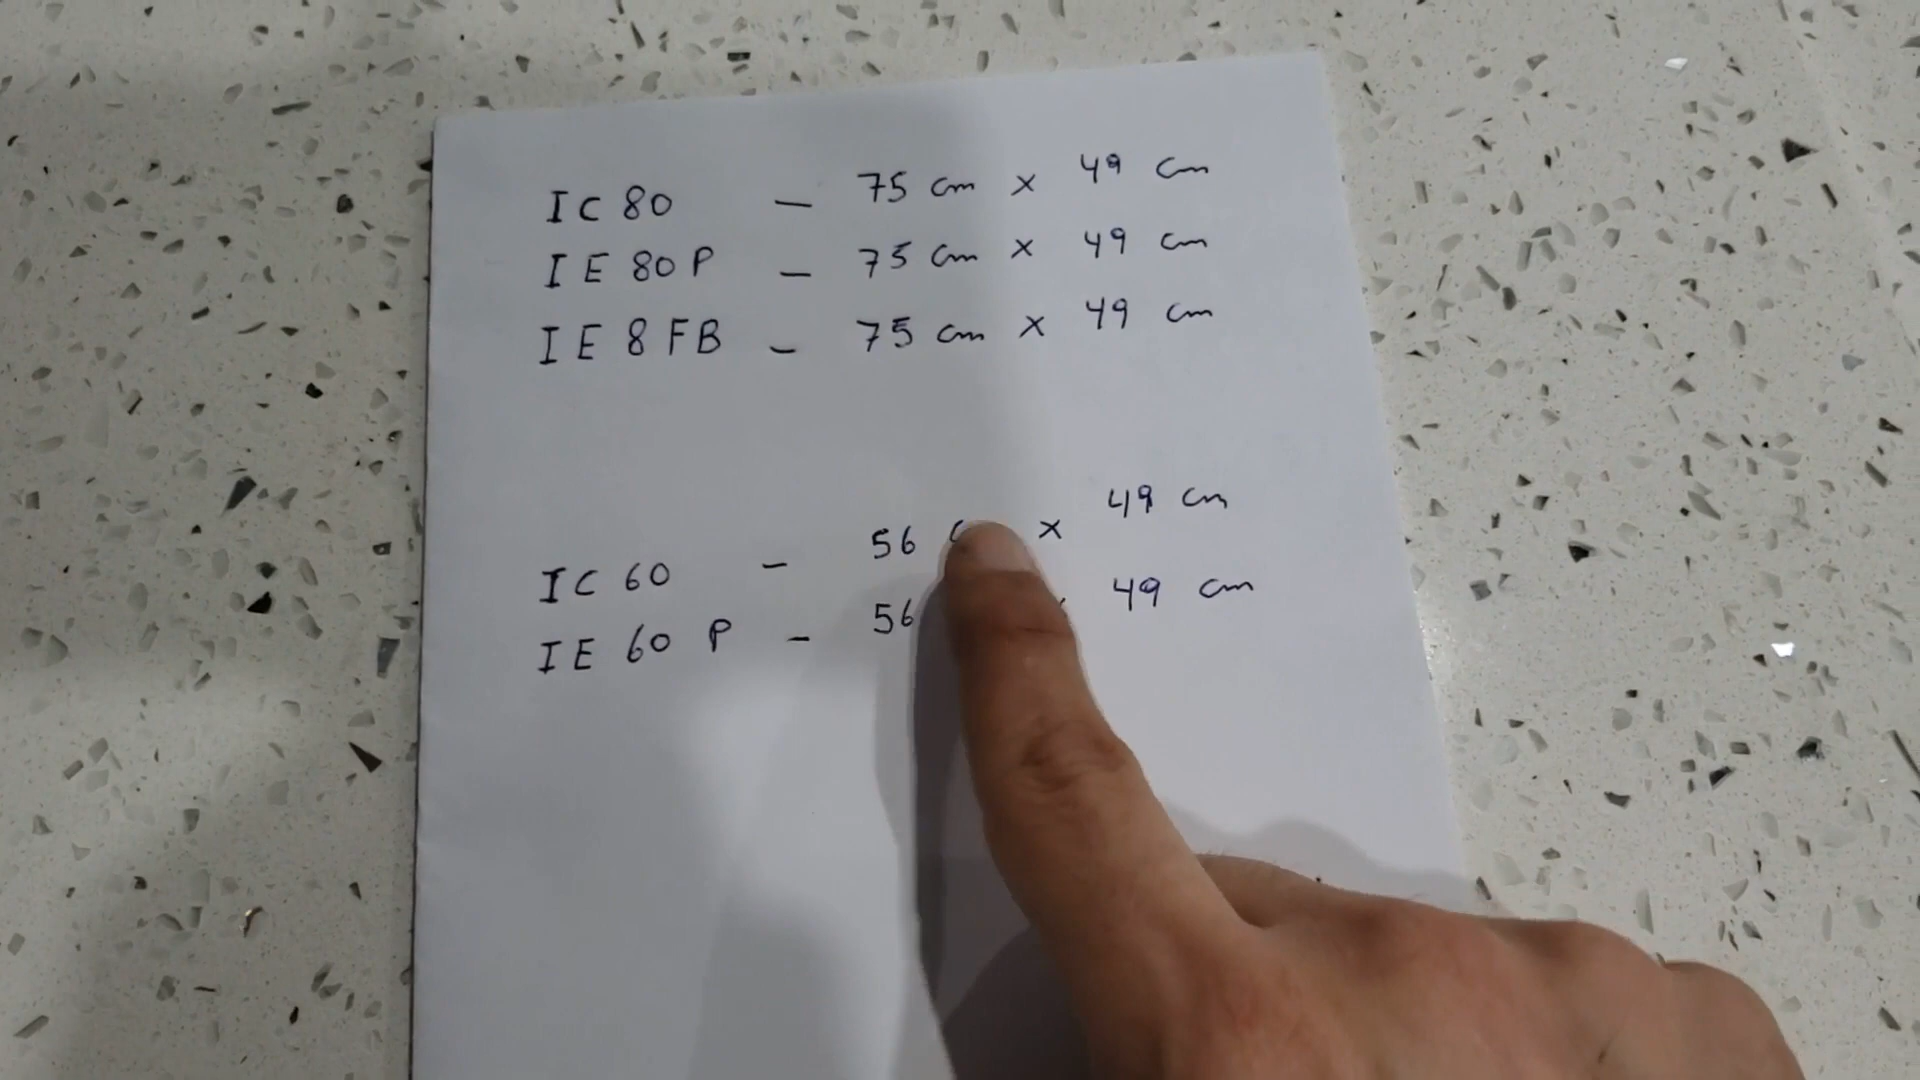 IC 80 - 75 cm x 49 cm
IE 80 P - 75 cm x 49 cm
IE 8 FB - 75 cm x 49 cm
IC 60 - 56 x 49 cm
IE 60 P - 56 49 cm